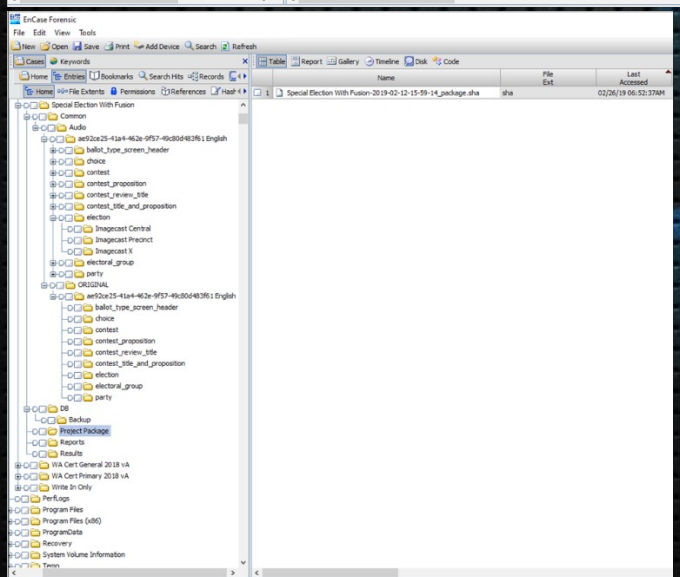 EnCase Forensic
File Edit View Tools
New Open Save Print Add Device Search Refresh
Cases Keywords
Table Report Gallery Timeline Disk Code
Home Entries Bookmarks Search Hits Records
Home File Extents Permissions References Hash
Name File Ext Last Accessed
1 Special Election With Fusion-2019-02-12-15-59-14_package.sha sha 02/26/19 06:52:37AM
Special Election With Fusion
Common
Audio
ae92ce25-41a4-462e-9f57-49c80d483f61 English
ballot_type_screen_header
choice
contest
contest_proposition
contest_review_title
contest_title_and_proposition
election
Imagecast Central
Imagecast Precinct
Imagecast X
electoral_group
party
ORIGINAL
ae92ce25-41a4-462e-9f57-49c80d483f61 English
ballot_type_screen_header
choice
contest
contest_proposition
contest_review_title
contest_title_and_proposition
election
electoral_group
party
DB
Backup
Project Package
Reports
Results
WA Cert General 2018 vA
WA Cert Primary 2018 vA
Write In Only
PerfLogs
Program Files
Program Files (x86)
ProgramData
Recovery
System Volume Information
Temp